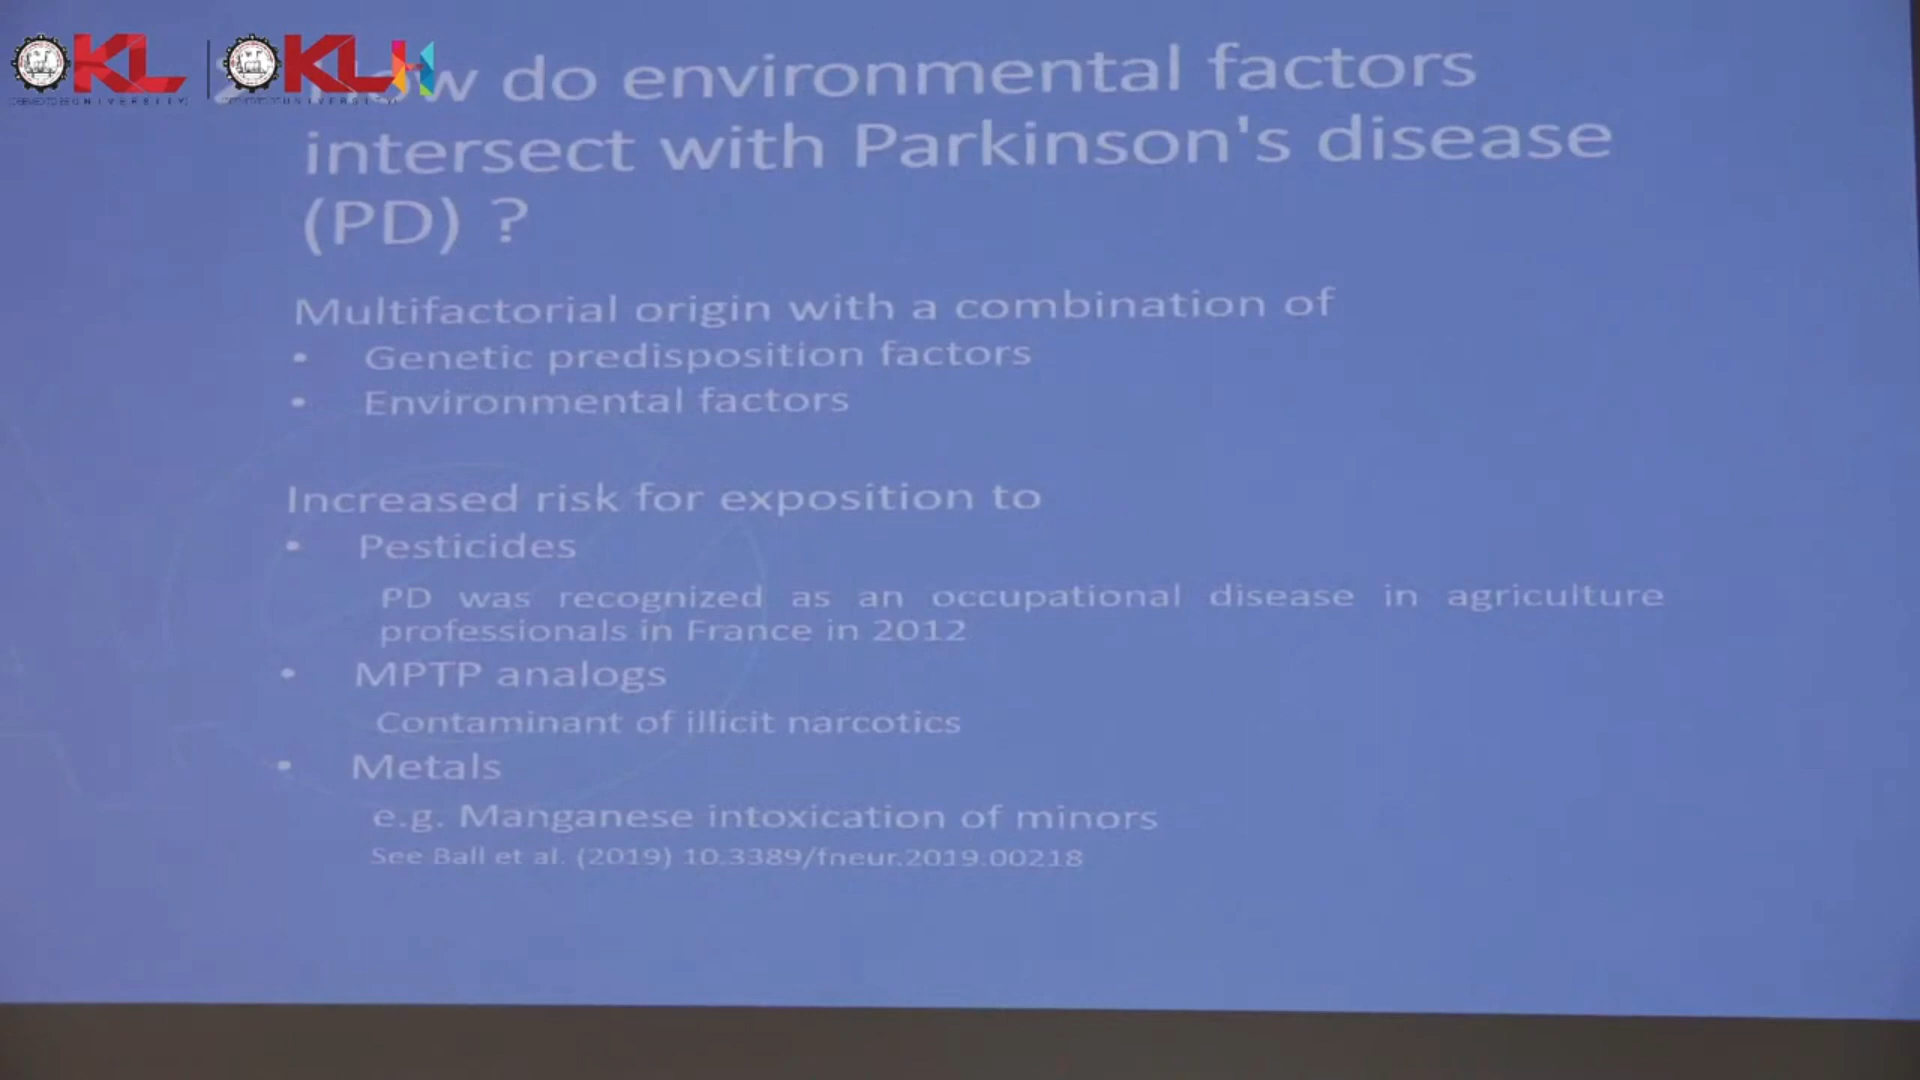 KL | KLH
UNIVERSITY UNIVERSITY
do environmental factors
intersect with Parkinson's disease
(PD) ?
Multifactorial origin with a combination of
• Genetic predisposition factors
• Environmental factors
Increased risk for exposition to
• Pesticides
PD was recognized as an occupational disease in agriculture
professionals in France in 2012
• MPTP analogs
Contaminant of illicit narcotics
• Metals
e.g. Manganese intoxication of minors
See Ball et al. (2019) 10.3389/fneur.2019.00218